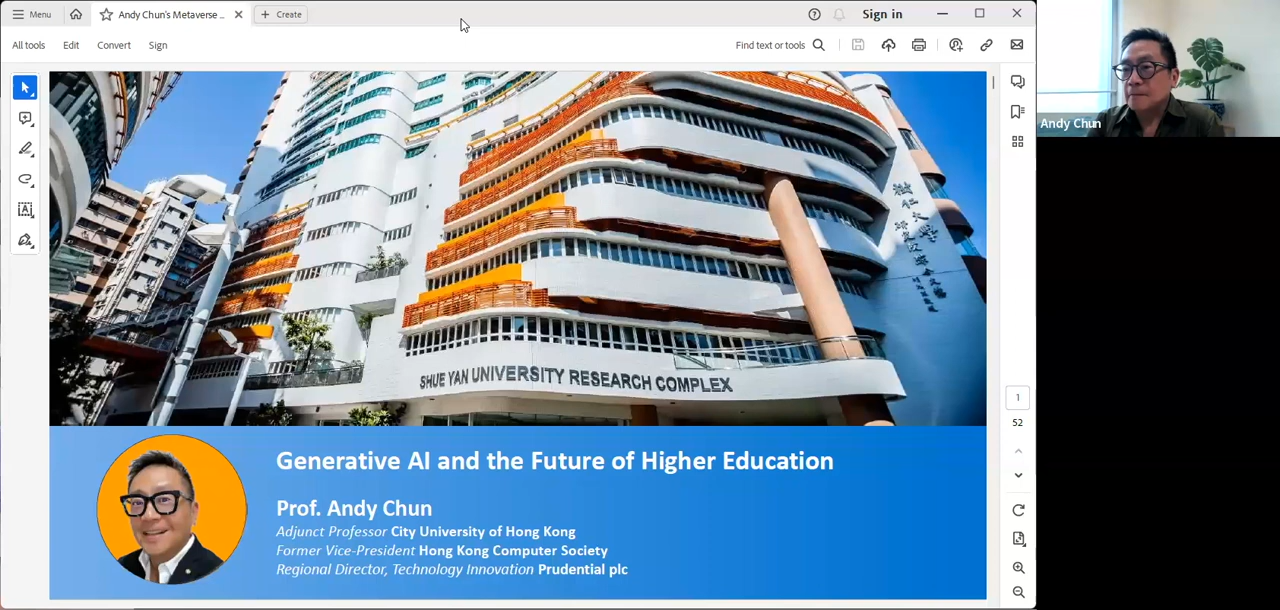 Menu
Andy Chun's Metaverse ...
Create
Sign in
All tools
Edit
Convert
Sign
Find text or tools
Andy Chun
SHUE YAN UNIVERSITY RESEARCH COMPLEX
1
52
Generative AI and the Future of Higher Education
Prof. Andy Chun
Adjunct Professor City University of Hong Kong
Former Vice-President Hong Kong Computer Society
Regional Director, Technology Innovation Prudential plc